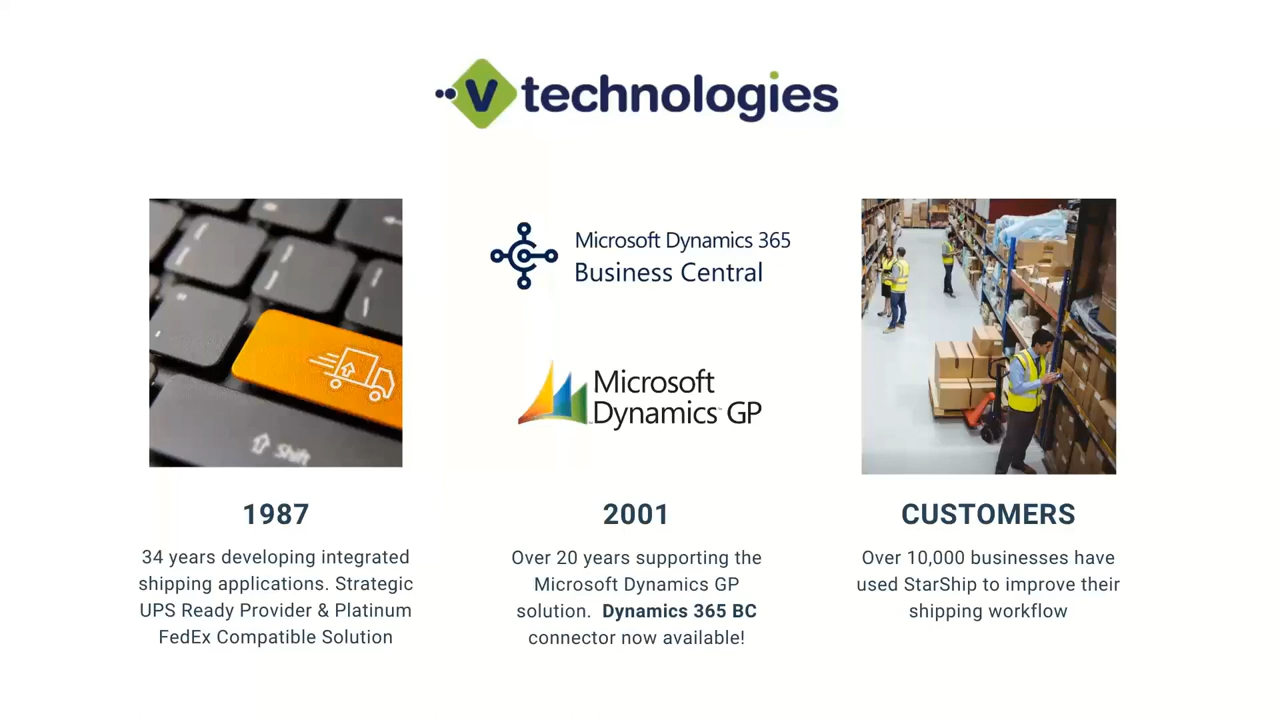 v technologies
Microsoft Dynamics 365
Business Central
Microsoft
Dynamics GP
Shift
1987
34 years developing integrated
shipping applications. Strategic
UPS Ready Provider & Platinum
FedEx Compatible Solution
2001
Over 20 years supporting the
Microsoft Dynamics GP
solution. Dynamics 365 BC
connector now available!
CUSTOMERS
Over 10,000 businesses have
used StarShip to improve their
shipping workflow